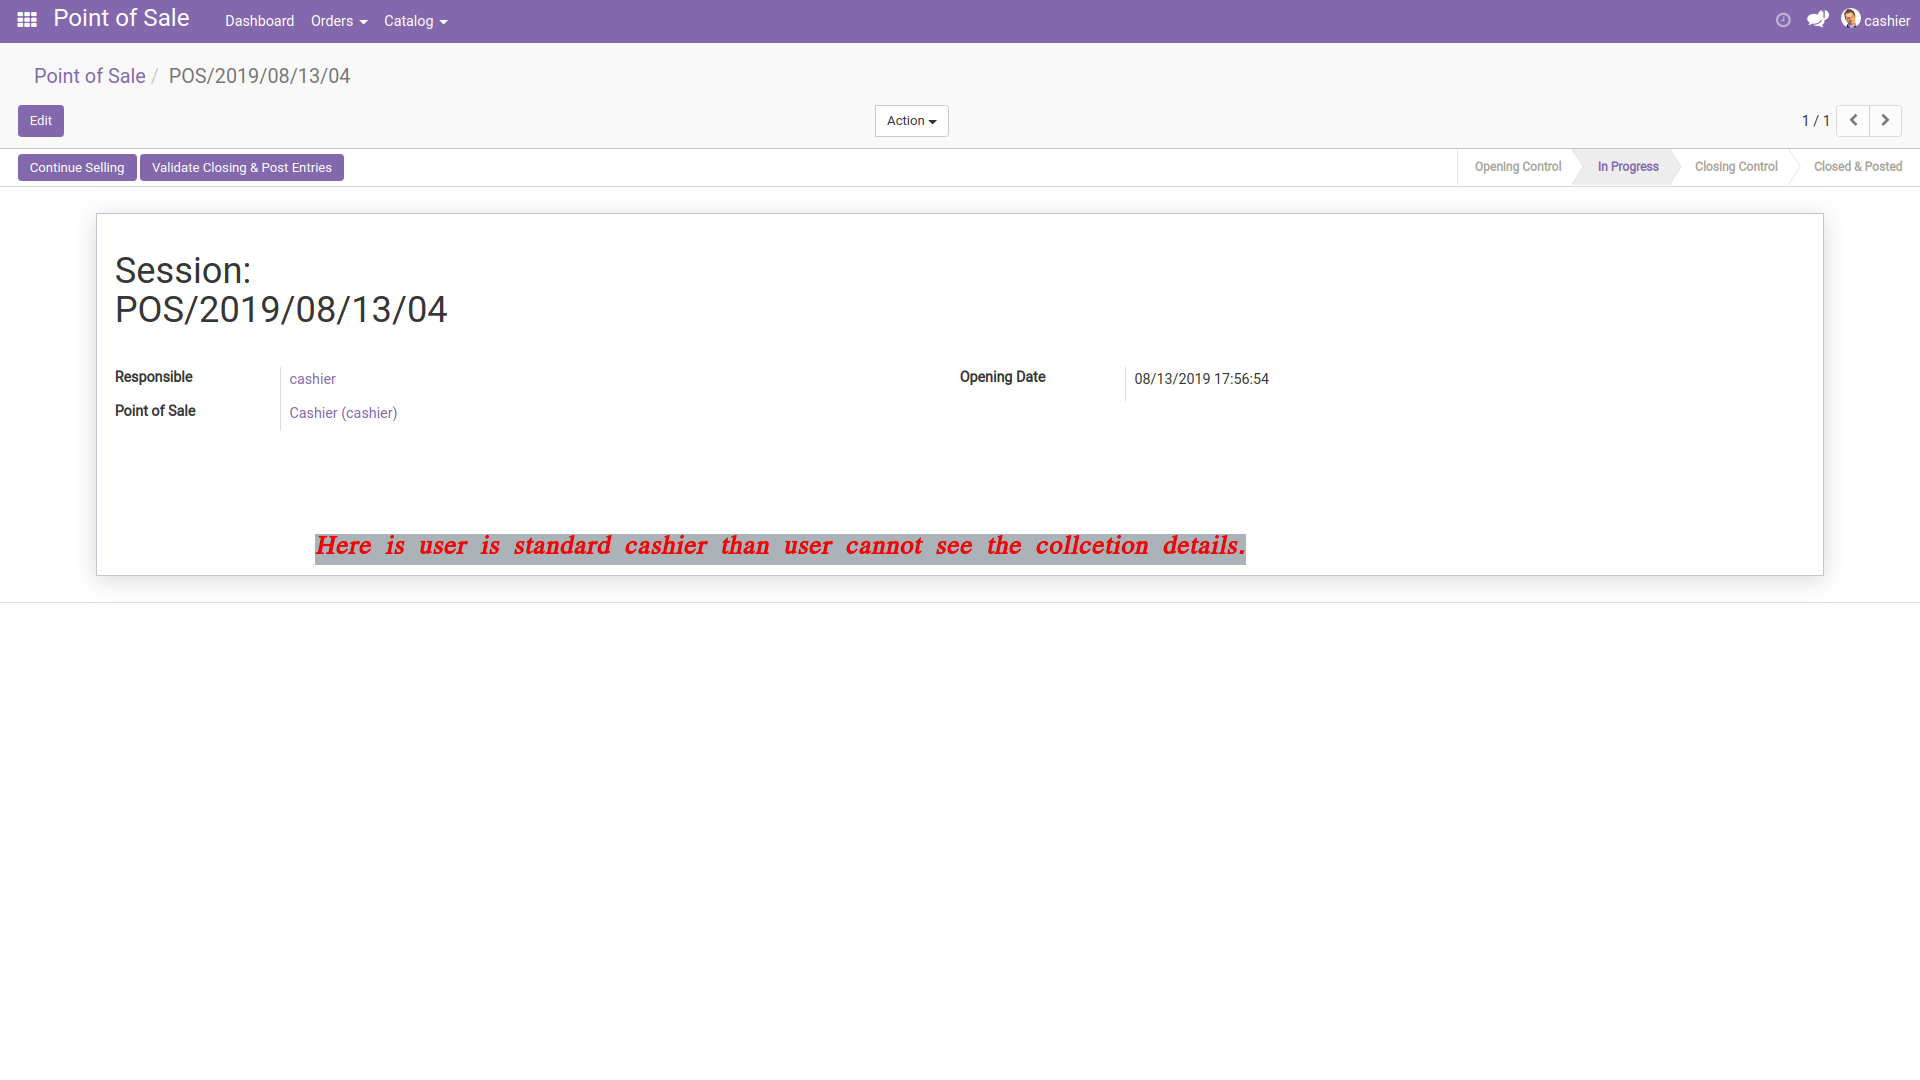 Point of Sale Dashboard Orders Catalog 1 cashier
Point of Sale / POS/2019/08/13/04
Edit Action 1 / 1
Continue Selling Validate Closing & Post Entries Opening Control In Progress Closing Control Closed & Posted
Session:
POS/2019/08/13/04
Responsible cashier Opening Date 08/13/2019 17:56:54
Point of Sale Cashier (cashier)
Here is user is standard cashier than user cannot see the collcetion details.